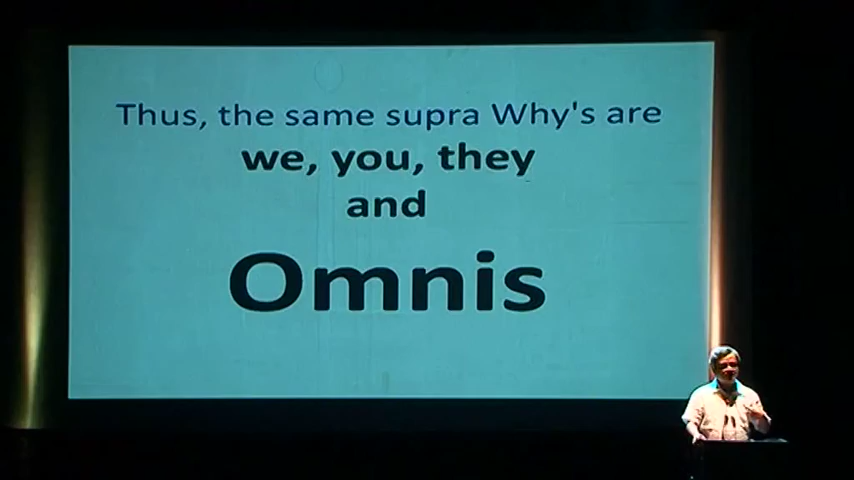 Thus, the same supra Why's are
we, you, they
and
Omnis